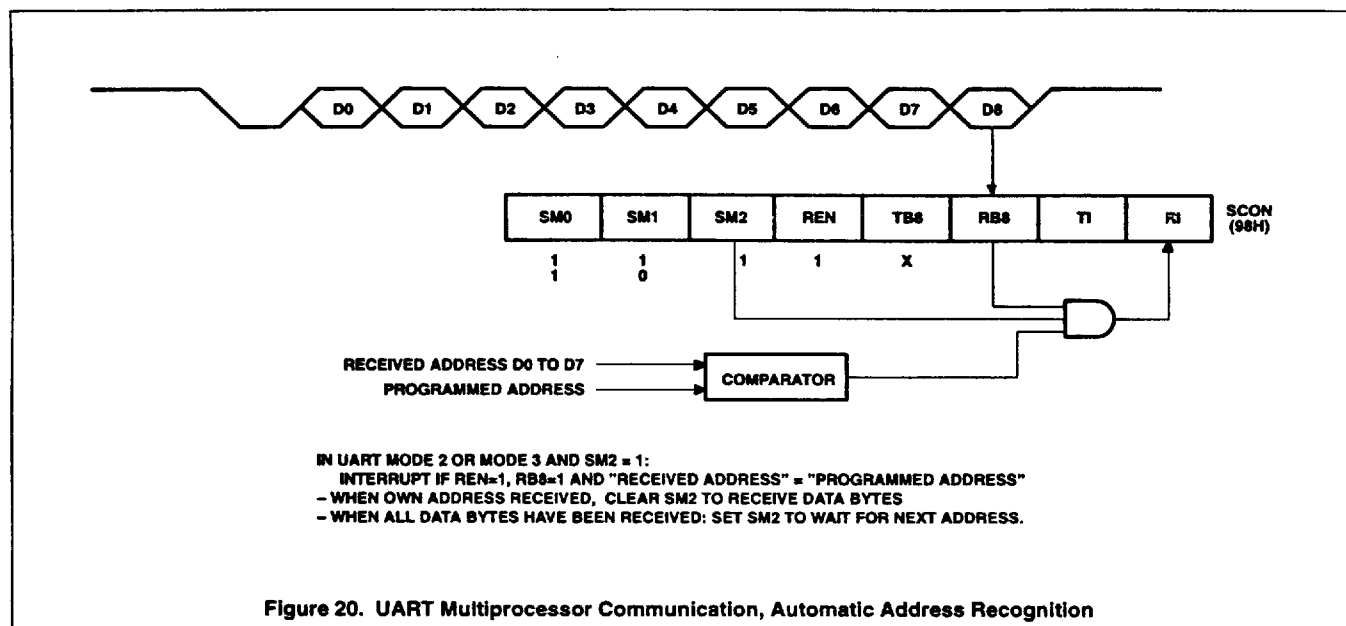 D0 D1 D2 D3 D4 D5 D6 D7 D8
SM0 SM1 SM2 REN TB8 RB8 TI RI
SCON
(98H)
1 1 1 1 X
1 0
RECEIVED ADDRESS D0 TO D7
PROGRAMMED ADDRESS
COMPARATOR
IN UART MODE 2 OR MODE 3 AND SM2 = 1:
INTERRUPT IF REN=1, RB8=1 AND "RECEIVED ADDRESS" = "PROGRAMMED ADDRESS"
– WHEN OWN ADDRESS RECEIVED, CLEAR SM2 TO RECEIVE DATA BYTES
– WHEN ALL DATA BYTES HAVE BEEN RECEIVED: SET SM2 TO WAIT FOR NEXT ADDRESS.
Figure 20. UART Multiprocessor Communication, Automatic Address Recognition